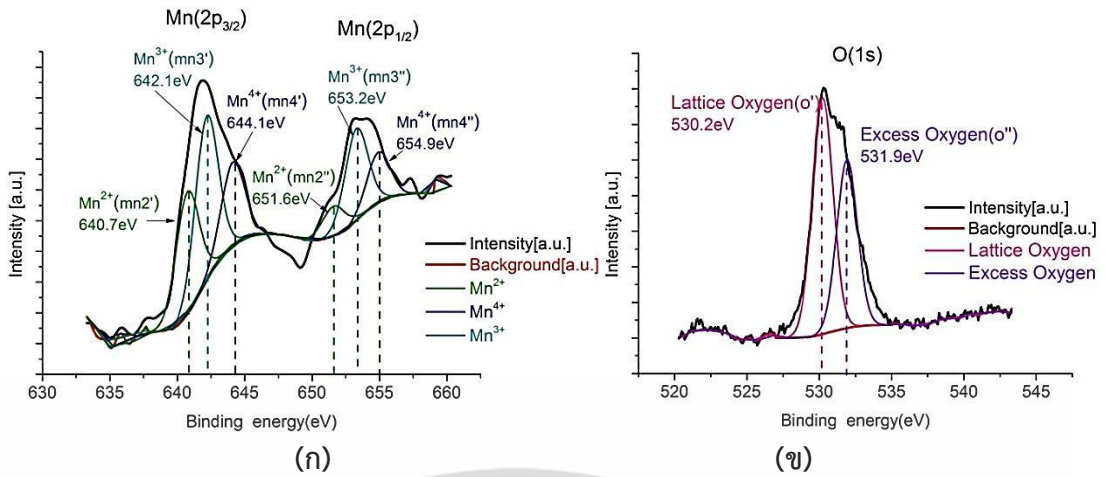 Mn(2p3/2)
Mn(2p1/2)
Mn3+(mn3')
642.1eV
Mn4+(mn4')
644.1eV
Mn2+(mn2')
640.7eV
Mn3+(mn3'')
653.2eV
Mn4+(mn4'')
654.9eV
Mn2+(mn2'')
651.6eV
Intensity[a.u.]
Background[a.u.]
Mn2+
Mn4+
Mn3+
Intensity [a.u.]
630 635 640 645 650 655 660
Binding energy(eV)
(ก)
O(1s)
Lattice Oxygen(o')
530.2eV
Excess Oxygen(o'')
531.9eV
Intensity[a.u.]
Background[a.u.]
Lattice Oxygen
Excess Oxygen
Intensity [a.u.]
520 525 530 535 540 545
Binding energy(eV)
(ข)